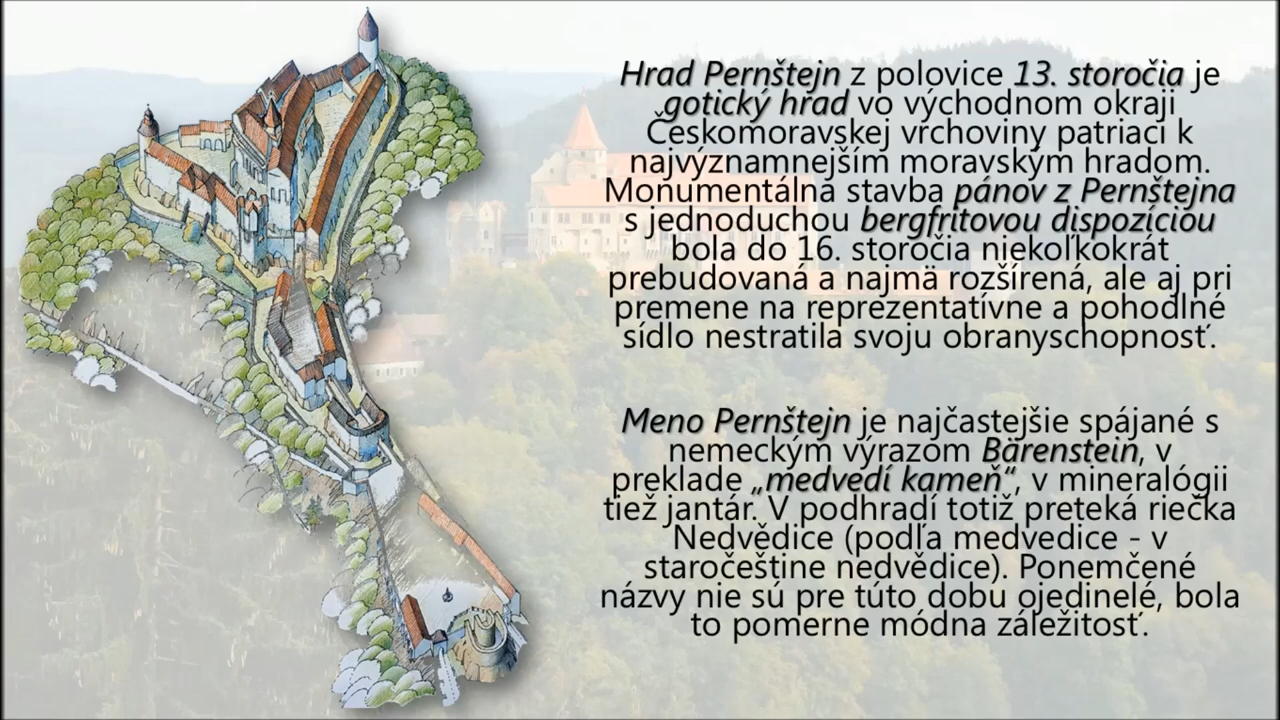 Hrad Pernštejn z polovice 13. storočia je
gotický hrad vo východnom okraji
Českomoravskej vrchoviny patriaci k
najvýznamnejším moravským hradom.
Monumentálna stavba pánov z Pernštejna
s jednoduchou bergfritovou dispozíciou
bola do 16. storočia niekoľkokrát
prebudovaná a najmä rozšírená, ale aj pri
premene na reprezentatívne a pohodlné
sídlo nestratila svoju obranyschopnosť.
Meno Pernštejn je najčastejšie spájané s
nemeckým výrazom Bärenstein, v
preklade „medvedí kameň“, v mineralógii
tiež jantár. V podhradí totiž preteká riečka
Nedvědice (podľa medvedice - v
staročeštine nedvědice). Ponemčené
názvy nie sú pre túto dobu ojedinelé, bola
to pomerne módna záležitosť.